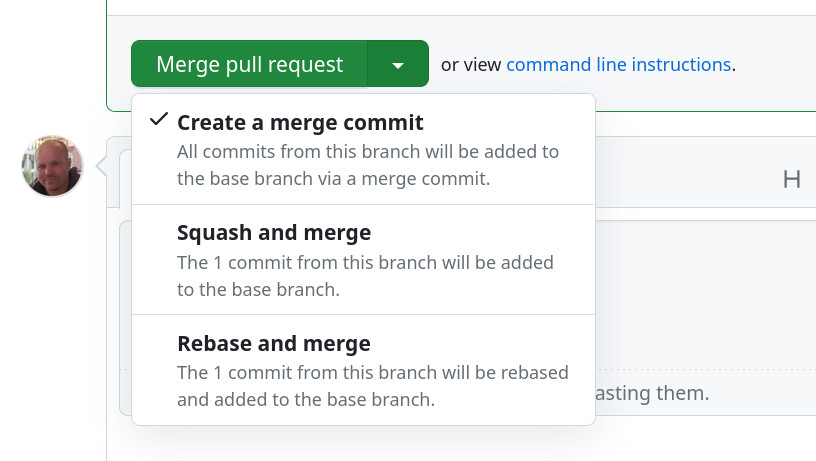 Merge pull request or view command line instructions.
Create a merge commit
All commits from this branch will be added to
the base branch via a merge commit.
H
Squash and merge
The 1 commit from this branch will be added
to the base branch.
Rebase and merge
The 1 commit from this branch will be rebased
and added to the base branch.
asting them.